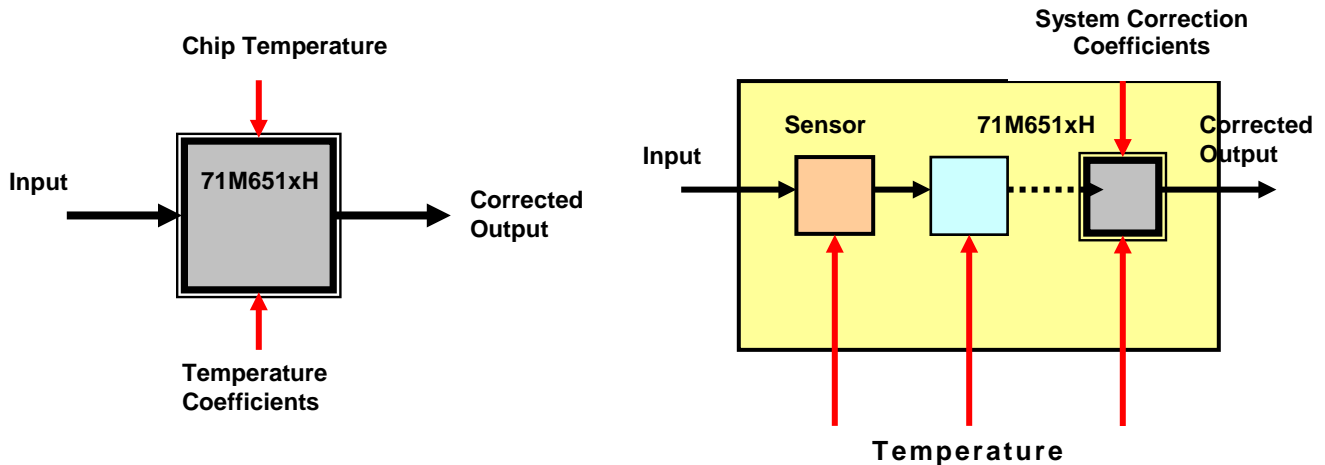 Chip Temperature
71M651xH
Input
Corrected
Output
Temperature
Coefficients
System Correction
Coefficients
Sensor
71M651xH
Input
Corrected
Output
Temperature